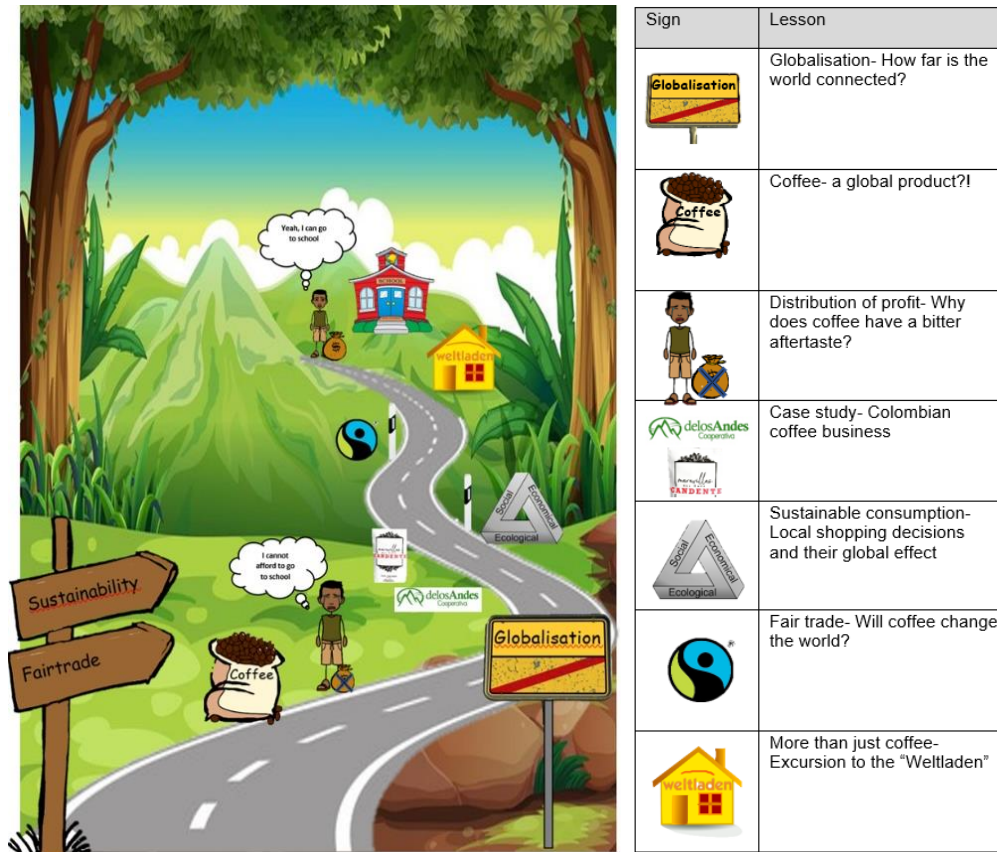 Yeah, I can go
to school
SCHOOL
weltladen
Social
Economical
Ecological
I cannot
afford to go
to school
CANDENTE
delosAndes
Cooperativa
Sustainability
Fairtrade
Coffee
Globalisation
Sign
Lesson
Globalisation
Globalisation- How far is the
world connected?
Coffee
Coffee- a global product?!
Distribution of profit- Why
does coffee have a bitter
aftertaste?
delosAndes
Cooperativa
maravillas
CANDENTE
Case study- Colombian
coffee business
Social
Economical
Ecological
Sustainable consumption-
Local shopping decisions
and their global effect
Fair trade- Will coffee change
the world?
weltladen
More than just coffee-
Excursion to the “Weltladen”